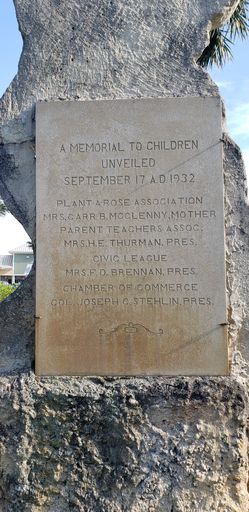 A MEMORIAL TO CHILDREN
UNVEILED
SEPTEMBER 17 A.D. 1932
PLANT-A-ROSE ASSOCIATION
MRS. CARR B. MCCLENNY, MOTHER
PARENT TEACHERS ASSOC.
MRS. H.E. THURMAN, PRES.
CIVIC LEAGUE
MRS. F.D. BRENNAN, PRES.
CHAMBER OF COMMERCE
COL. JOSEPH C. STEHLIN, PRES.